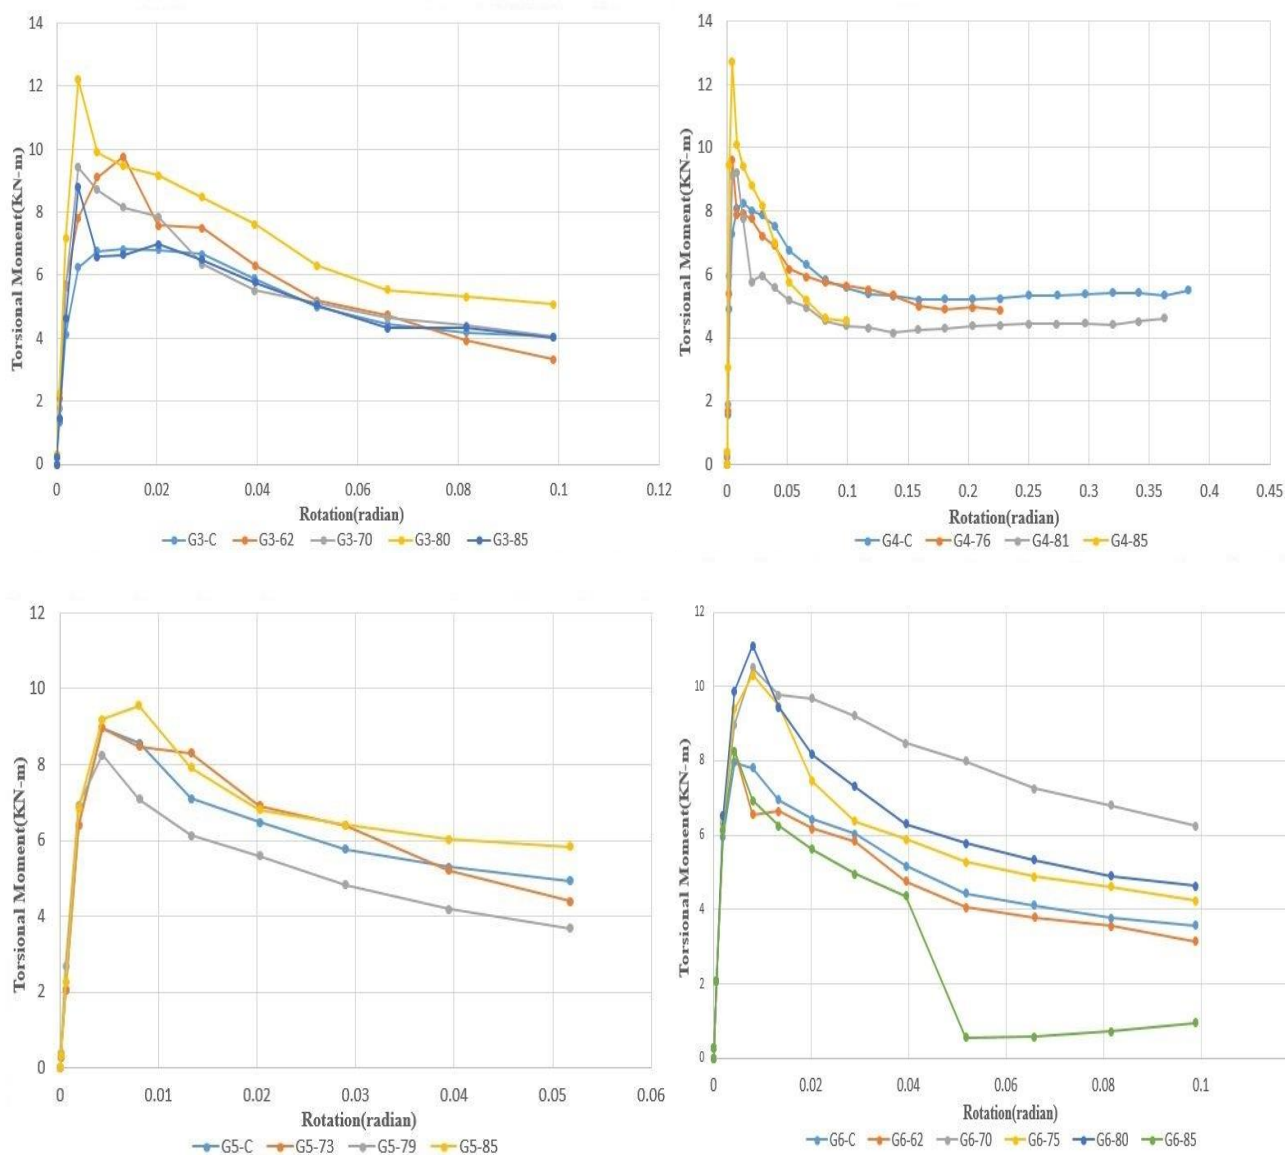 14
12
10
8
6
4
2
0
Torsional Moment(KN-m)
0 0.02 0.04 0.06 0.08 0.1 0.12
Rotation(radian)
G3-C G3-62 G3-70 G3-80 G3-85
14
12
10
8
6
4
2
0
Torsional Moment(KN-m)
0 0.05 0.1 0.15 0.2 0.25 0.3 0.35 0.4 0.45
Rotation(radian)
G4-C G4-76 G4-81 G4-85
12
10
8
6
4
2
0
Torsional Moment(KN-m)
0 0.01 0.02 0.03 0.04 0.05 0.06
Rotation(radian)
G5-C G5-73 G5-79 G5-85
12
10
8
6
4
2
0
Torsional Moment(KN-m)
0 0.02 0.04 0.06 0.08 0.1
Rotation(radian)
G6-C G6-62 G6-70 G6-75 G6-80 G6-85